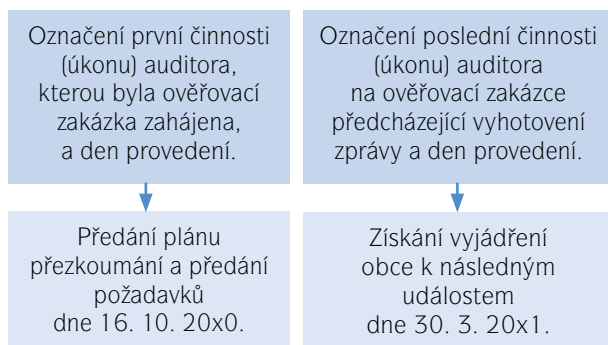 Označení první činnosti
(úkonu) auditora,
kterou byla ověřovací
zakázka zahájena,
a den provedení.
Předání plánu
přezkoumání a předání
požadavků
dne 16. 10. 20x0.
Označení poslední činnosti
(úkonu) auditora
na ověřovací zakázce
předcházející vyhotovení
zprávy a den provedení.
Získání vyjádření
obce k následným
událostem
dne 30. 3. 20x1.